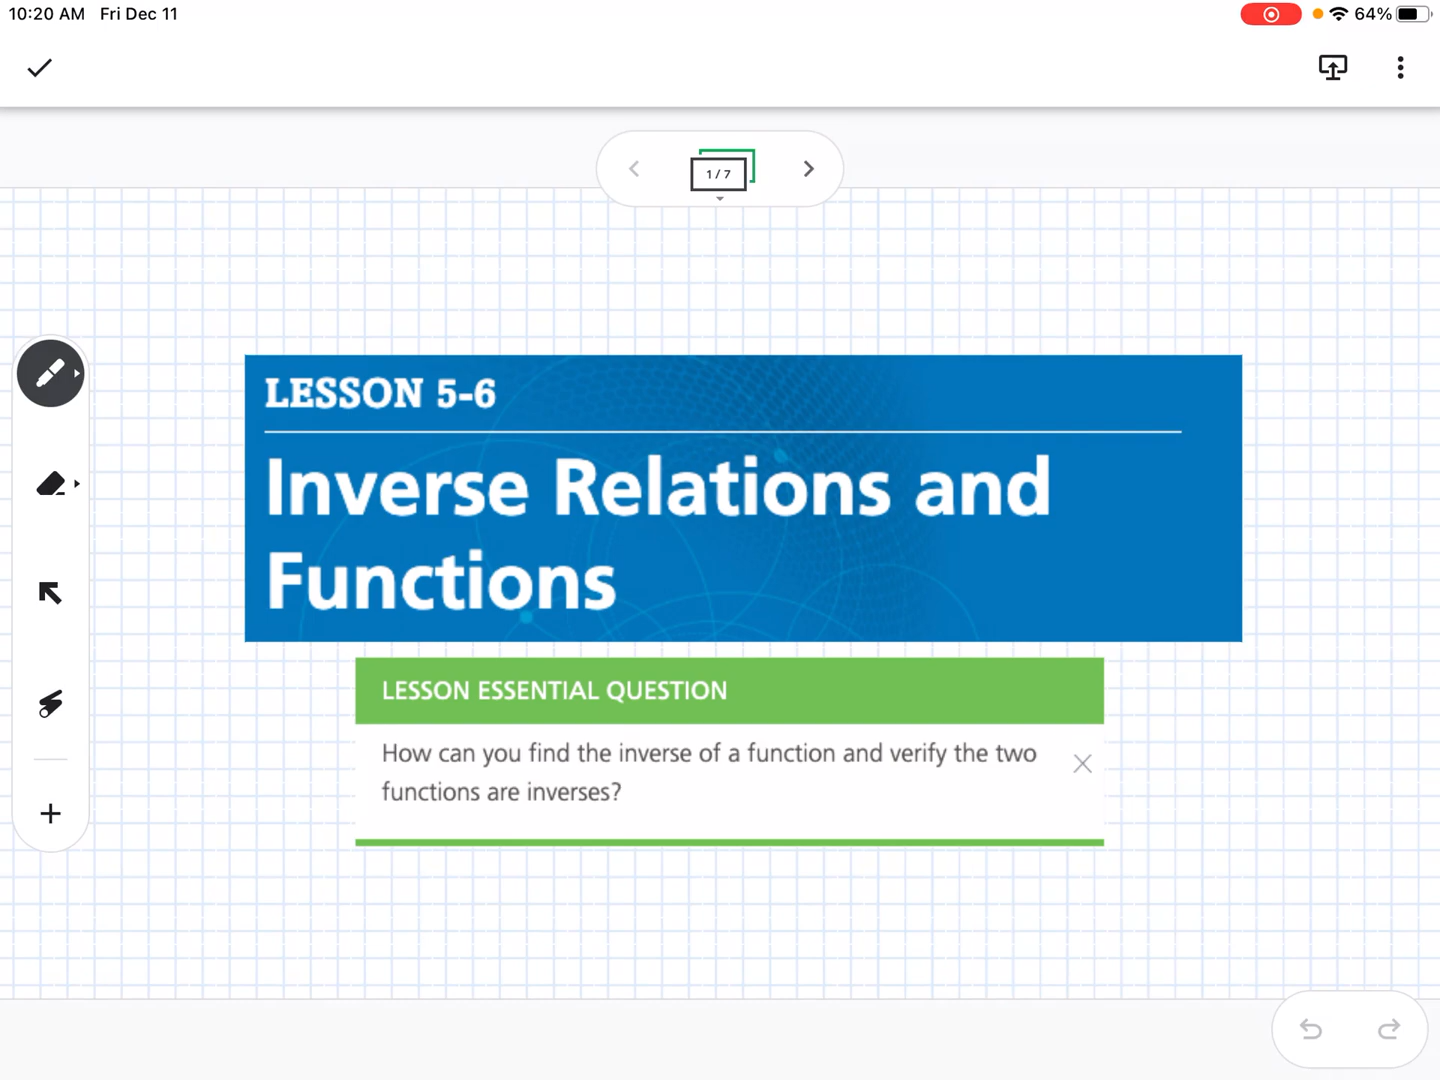 10:20 AM Fri Dec 11
64%
1 / 7
LESSON 5-6
Inverse Relations and
Functions
LESSON ESSENTIAL QUESTION
How can you find the inverse of a function and verify the two
functions are inverses?